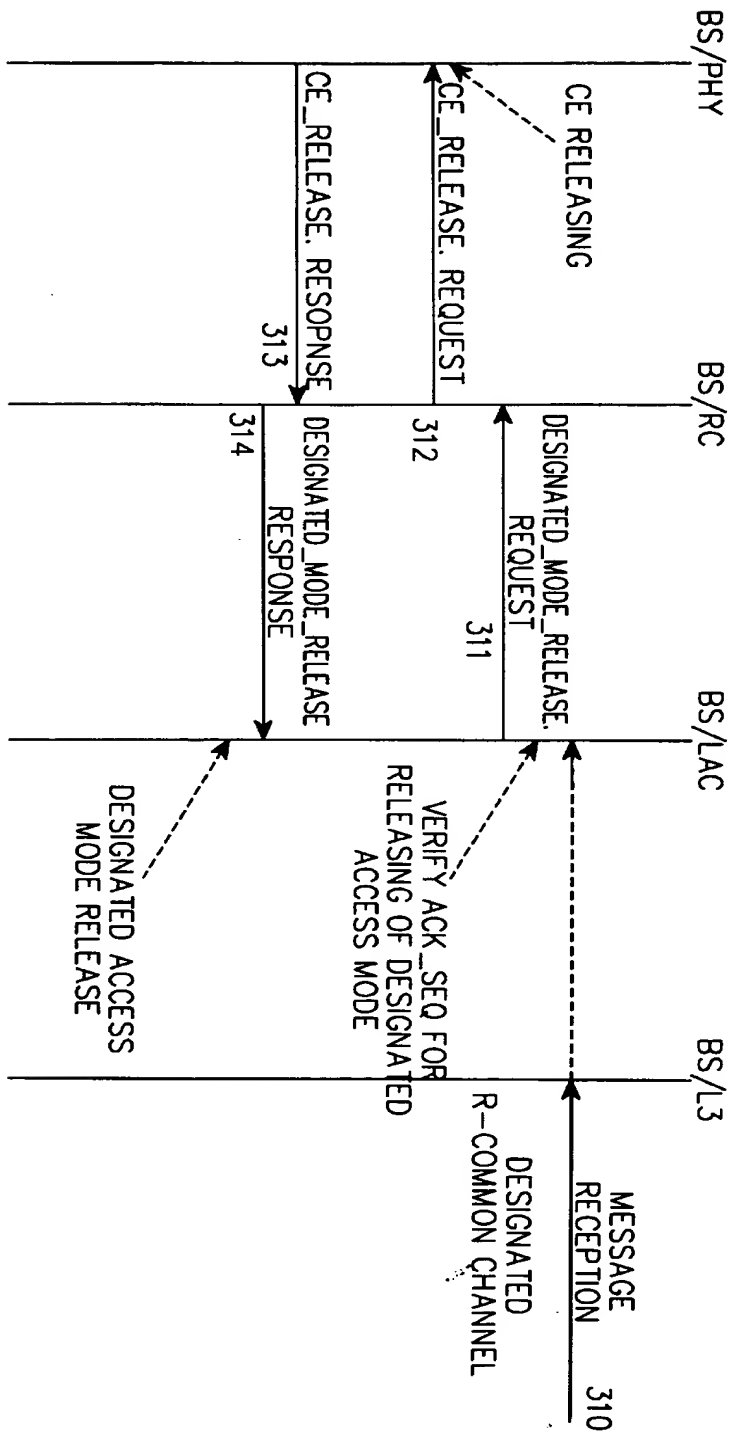 BS/PHY
BS/RC
BS/LAC
BS/L3
MESSAGE
RECEPTION
310
DESIGNATED
R-COMMON CHANNEL
DESIGNATED_MODE_RELEASE.
REQUEST
311
VERIFY ACK_SEQ FOR
RELEASING OF DESIGNATED
ACCESS MODE
CE RELEASING
CE_RELEASE. REQUEST
312
CE_RELEASE. RESOPNSE
313
DESIGNATED_MODE_RELEASE
RESPONSE
314
DESIGNATED ACCESS
MODE RELEASE